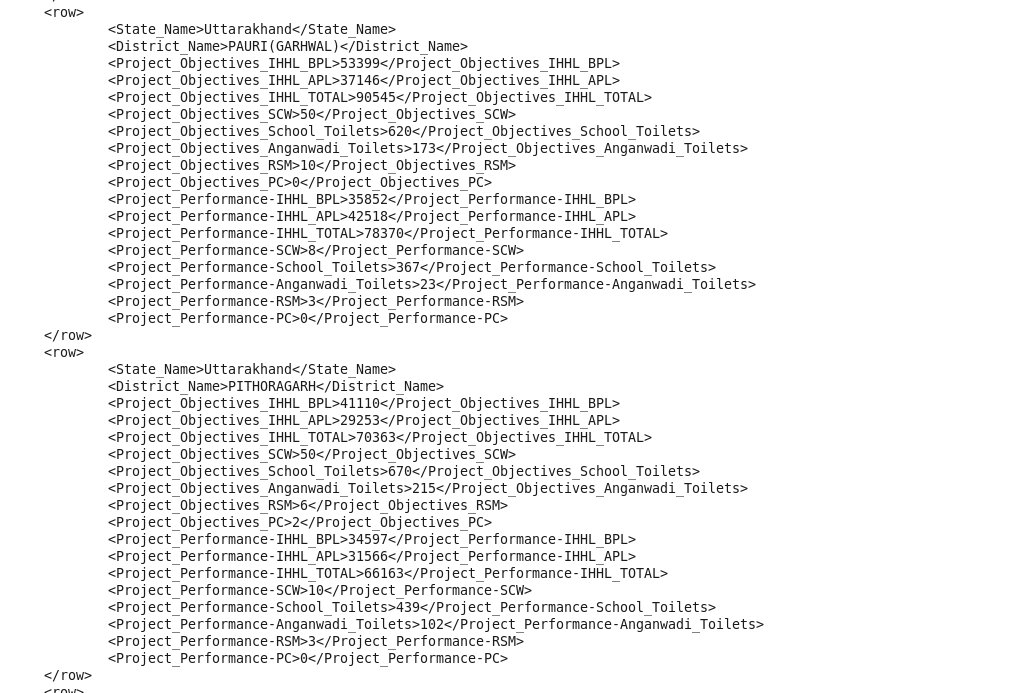 <row>
<State_Name>Uttarakhand</State_Name>
<District_Name>PAURI(GARHWAL)</District_Name>
<Project_Objectives_IHHL_BPL>53399</Project_Objectives_IHHL_BPL>
<Project_Objectives_IHHL_APL>37146</Project_Objectives_IHHL_APL>
<Project_Objectives_IHHL_TOTAL>90545</Project_Objectives_IHHL_TOTAL>
<Project_Objectives_SCW>50</Project_Objectives_SCW>
<Project_Objectives_School_Toilets>620</Project_Objectives_School_Toilets>
<Project_Objectives_Anganwadi_Toilets>173</Project_Objectives_Anganwadi_Toilets>
<Project_Objectives_RSM>10</Project_Objectives_RSM>
<Project_Objectives_PC>0</Project_Objectives_PC>
<Project_Performance-IHHL_BPL>35852</Project_Performance-IHHL_BPL>
<Project_Performance-IHHL_APL>42518</Project_Performance-IHHL_APL>
<Project_Performance-IHHL_TOTAL>78370</Project_Performance-IHHL_TOTAL>
<Project_Performance-SCW>8</Project_Performance-SCW>
<Project_Performance-School_Toilets>367</Project_Performance-School_Toilets>
<Project_Performance-Anganwadi_Toilets>23</Project_Performance-Anganwadi_Toilets>
<Project_Performance-RSM>3</Project_Performance-RSM>
<Project_Performance-PC>0</Project_Performance-PC>
</row>
<row>
<State_Name>Uttarakhand</State_Name>
<District_Name>PITHORAGARH</District_Name>
<Project_Objectives_IHHL_BPL>41110</Project_Objectives_IHHL_BPL>
<Project_Objectives_IHHL_APL>29253</Project_Objectives_IHHL_APL>
<Project_Objectives_IHHL_TOTAL>70363</Project_Objectives_IHHL_TOTAL>
<Project_Objectives_SCW>50</Project_Objectives_SCW>
<Project_Objectives_School_Toilets>670</Project_Objectives_School_Toilets>
<Project_Objectives_Anganwadi_Toilets>215</Project_Objectives_Anganwadi_Toilets>
<Project_Objectives_RSM>6</Project_Objectives_RSM>
<Project_Objectives_PC>2</Project_Objectives_PC>
<Project_Performance-IHHL_BPL>34597</Project_Performance-IHHL_BPL>
<Project_Performance-IHHL_APL>31566</Project_Performance-IHHL_APL>
<Project_Performance-IHHL_TOTAL>66163</Project_Performance-IHHL_TOTAL>
<Project_Performance-SCW>10</Project_Performance-SCW>
<Project_Performance-School_Toilets>439</Project_Performance-School_Toilets>
<Project_Performance-Anganwadi_Toilets>102</Project_Performance-Anganwadi_Toilets>
<Project_Performance-RSM>3</Project_Performance-RSM>
<Project_Performance-PC>0</Project_Performance-PC>
</row>
<row>